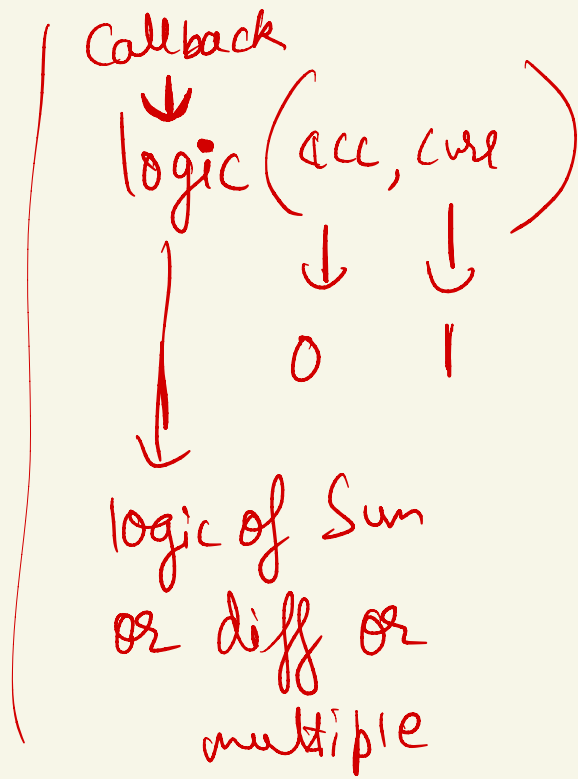 Callback
logic (acc, curr)
0 1
logic of Sum
or diff or
multiple